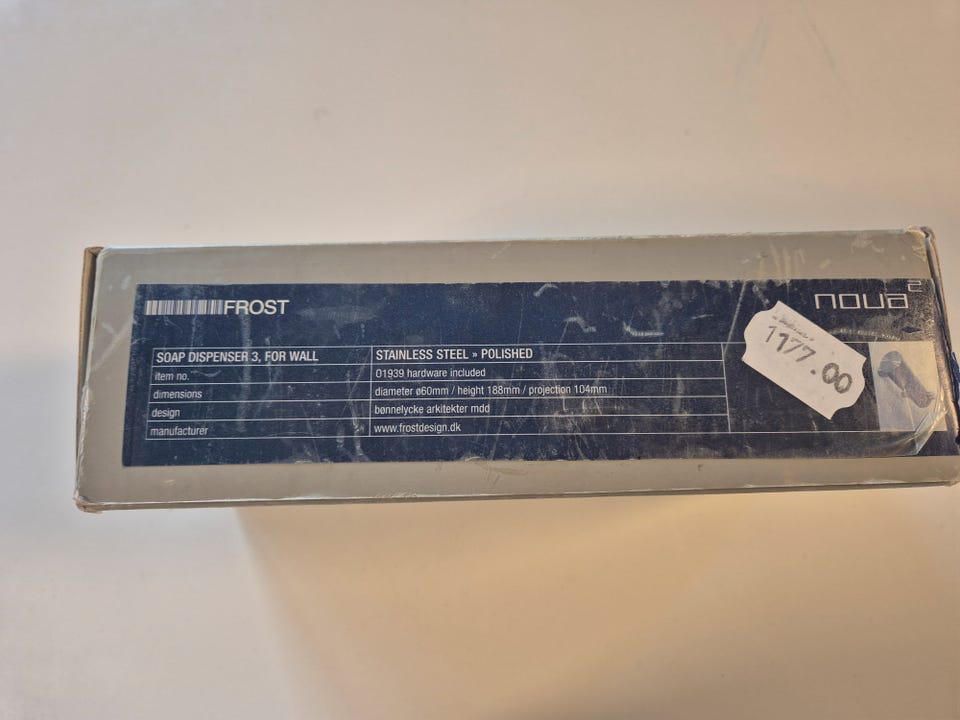 FROST
noua2
SOAP DISPENSER 3, FOR WALL
STAINLESS STEEL » POLISHED
item no.
01939 hardware included
dimensions
diameter ø60mm / height 188mm / projection 104mm
design
bønnelycke arkitekter mdd
manufacturer
www.frostdesign.dk
1177.00